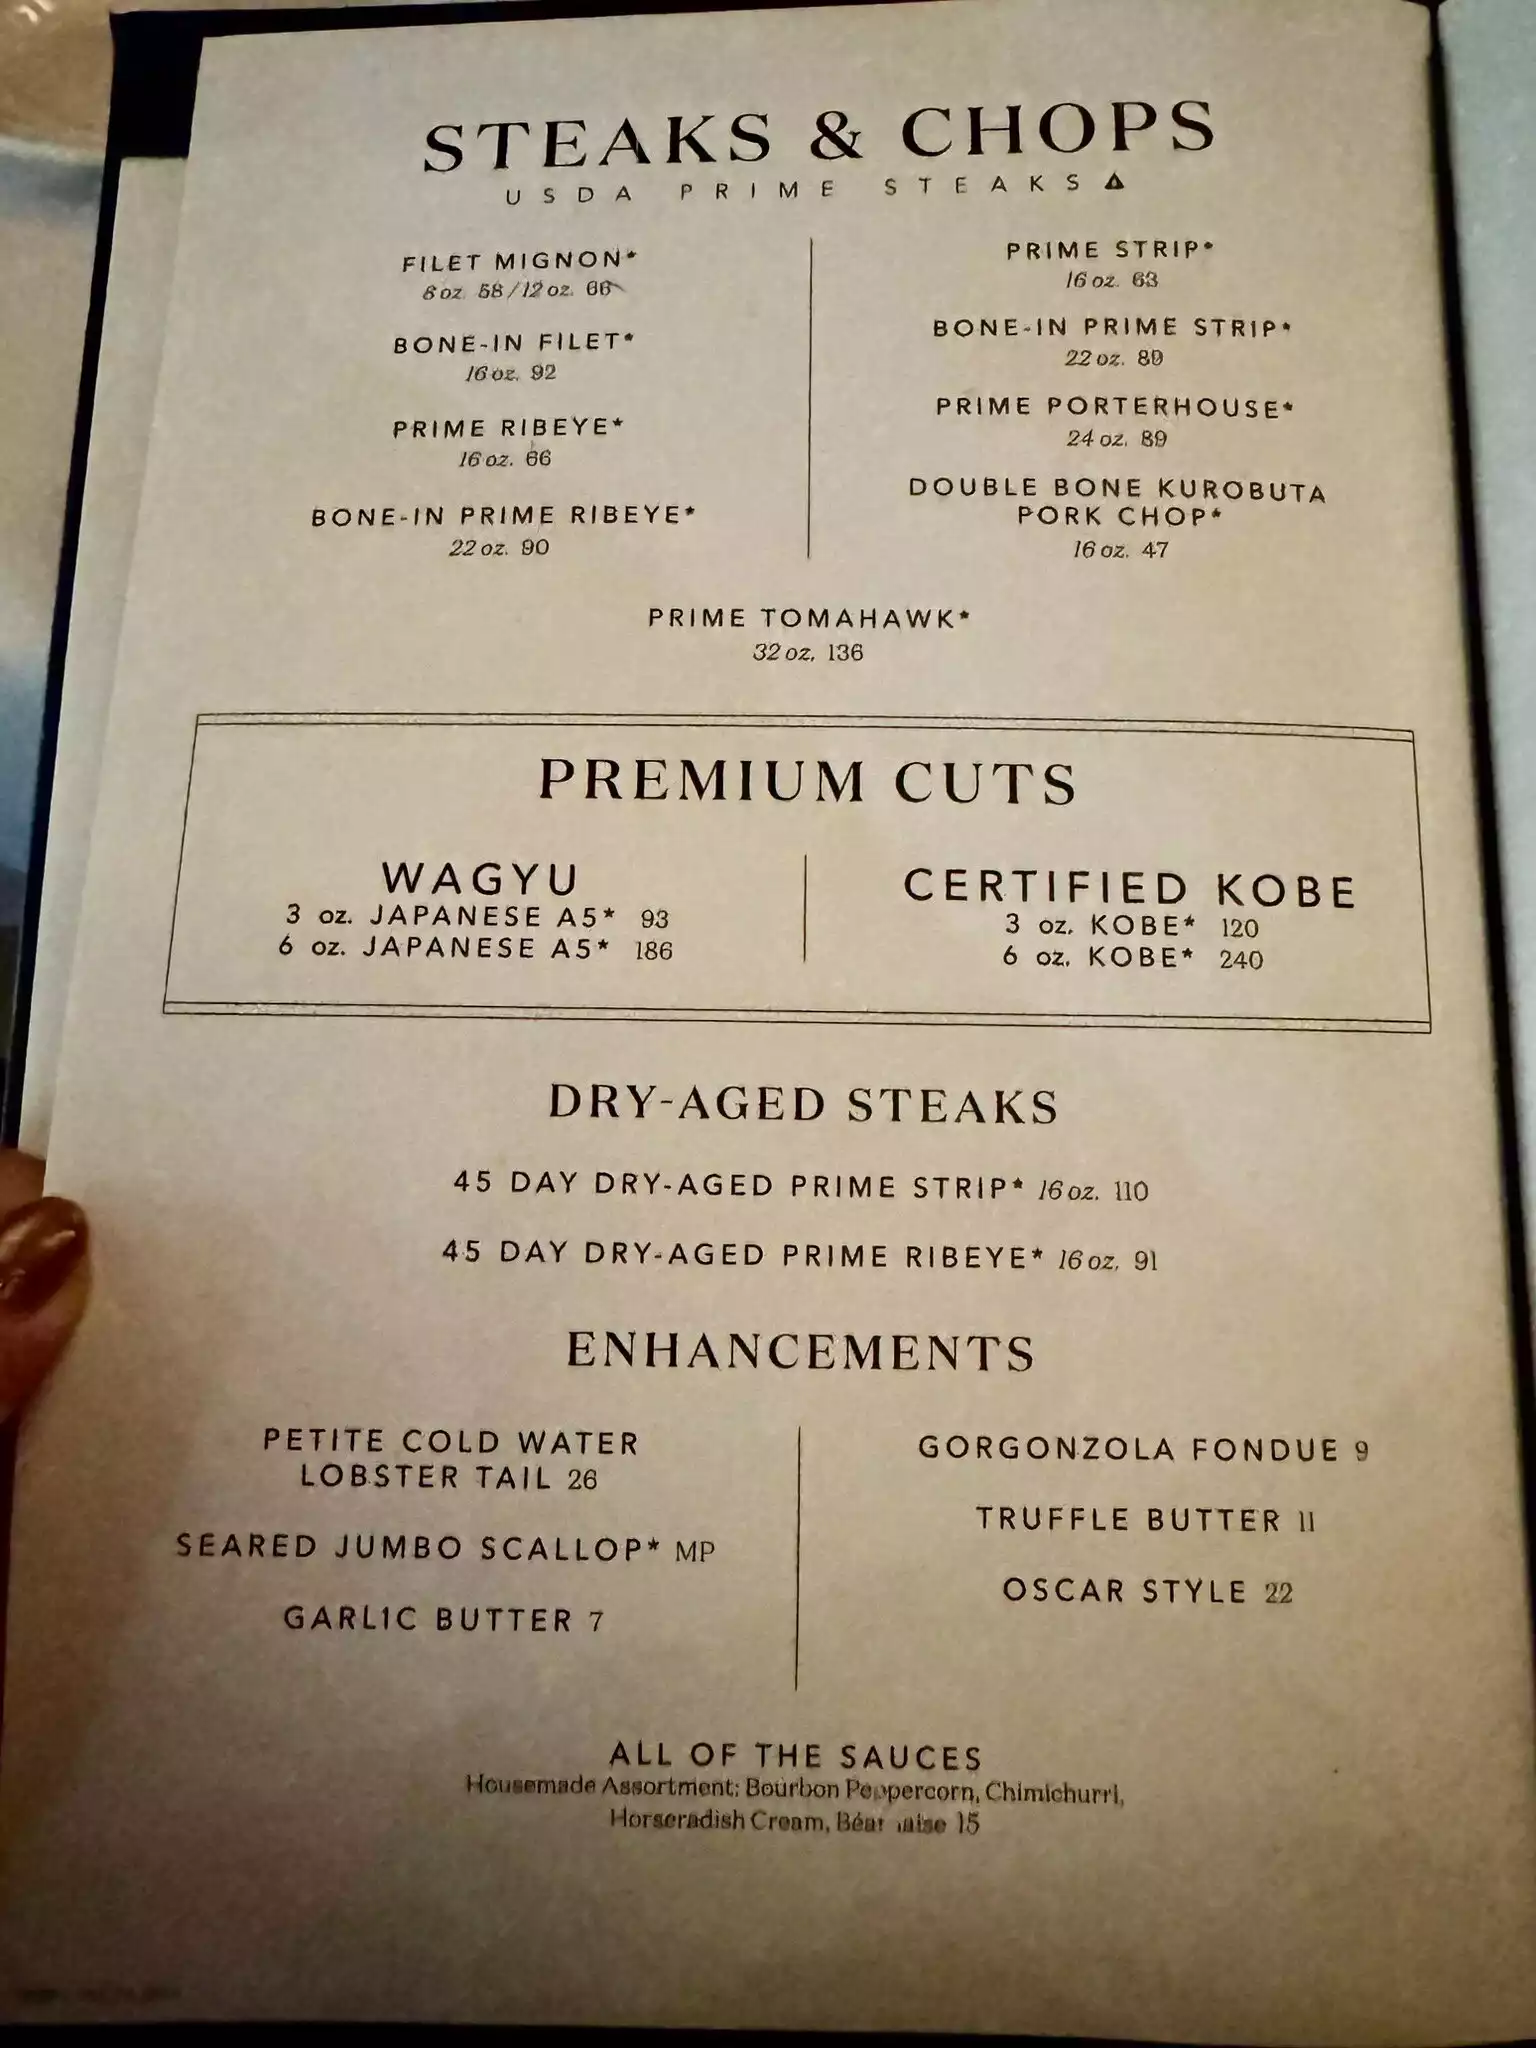 STEAKS & CHOPS
USDA PRIME STEAKS
FILET MIGNON*
8 oz. 58 / 12 oz. 66
BONE-IN FILET*
16 oz. 92
PRIME RIBEYE*
16 oz. 66
BONE-IN PRIME RIBEYE*
22 oz. 90
PRIME STRIP*
16 oz. 63
BONE-IN PRIME STRIP*
22 oz. 89
PRIME PORTERHOUSE*
24 oz. 89
DOUBLE BONE KUROBUTA
PORK CHOP*
16 oz. 47
PRIME TOMAHAWK*
32 oz. 136
PREMIUM CUTS
WAGYU
3 oz. JAPANESE A5* 93
6 oz. JAPANESE A5* 186
CERTIFIED KOBE
3 oz. KOBE* 120
6 oz. KOBE* 240
DRY-AGED STEAKS
45 DAY DRY-AGED PRIME STRIP* 16 oz. 110
45 DAY DRY-AGED PRIME RIBEYE* 16 oz. 91
ENHANCEMENTS
PETITE COLD WATER
LOBSTER TAIL 26
SEARED JUMBO SCALLOP* MP
GARLIC BUTTER 7
GORGONZOLA FONDUE 9
TRUFFLE BUTTER 11
OSCAR STYLE 22
ALL OF THE SAUCES
Housemade Assortment: Bourbon Peppercorn, Chimichurri,
Horseradish Cream, Béarnaise 15